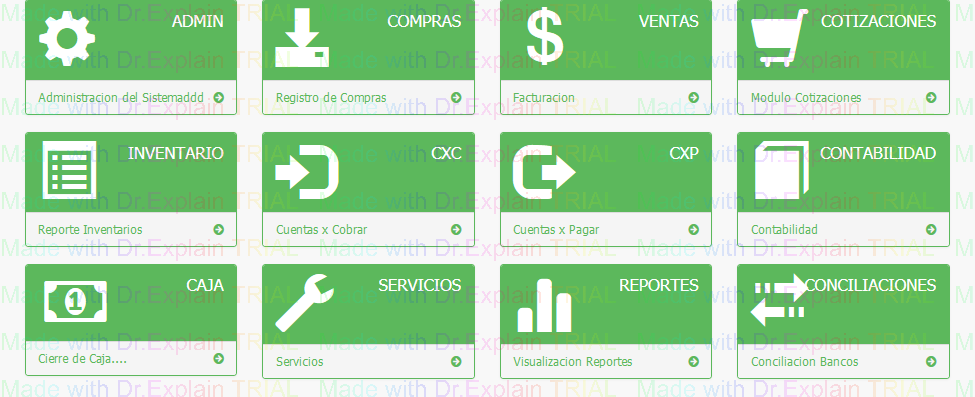 ADMIN
Administracion del Sistemaddd
COMPRAS
Registro de Compras
VENTAS
Facturacion
COTIZACIONES
Modulo Cotizaciones
INVENTARIO
Reporte Inventarios
CXC
Cuentas x Cobrar
CXP
Cuentas x Pagar
CONTABILIDAD
Contabilidad
CAJA
Cierre de Caja....
SERVICIOS
Servicios
REPORTES
Visualizacion Reportes
CONCILIACIONES
Conciliacion Bancos
Made with Dr.Explain TRIAL